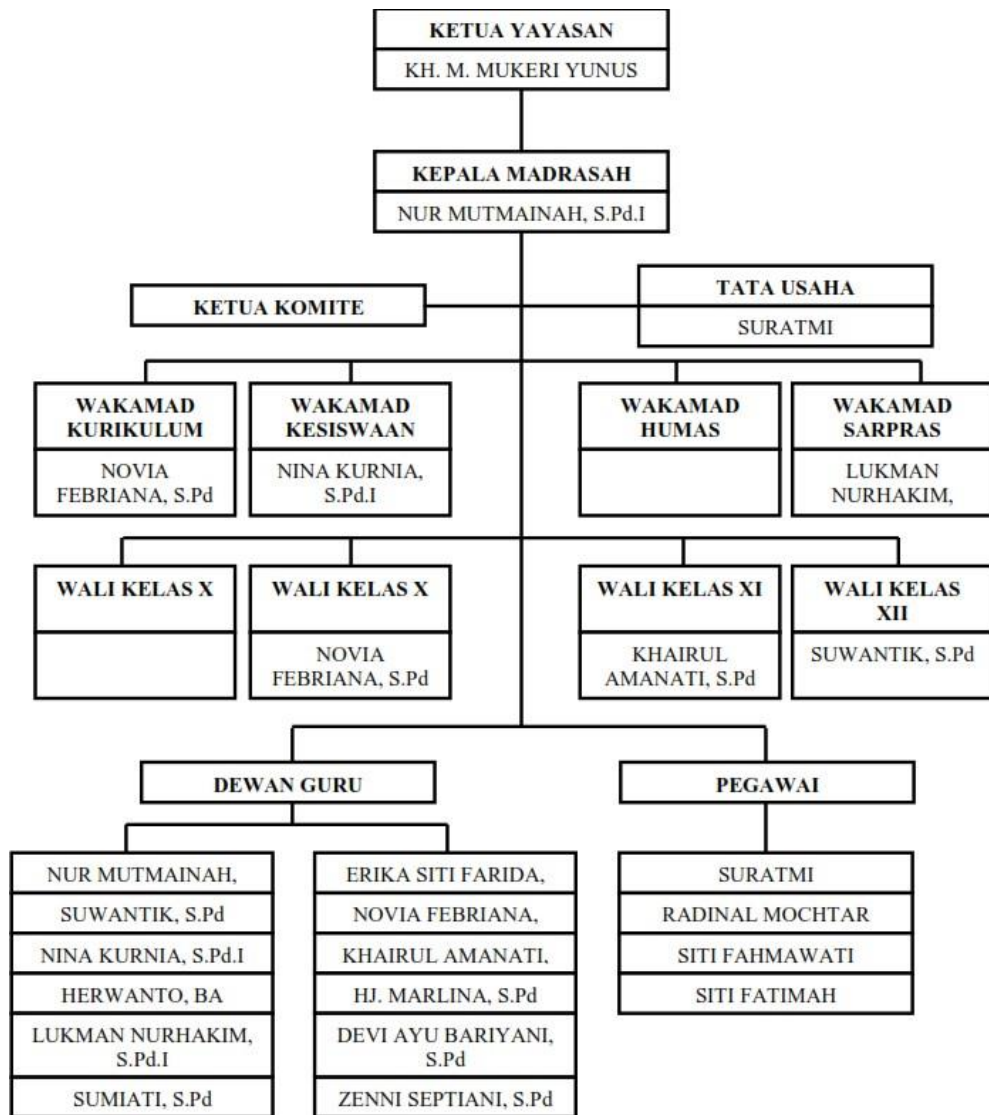 KETUA YAYASAN
KH. M. MUKERI YUNUS
KEPALA MADRASAH
NUR MUTMAINAH, S.Pd.I
KETUA KOMITE
TATA USAHA
SURATMI
WAKAMAD
KURIKULUM
NOVIA
FEBRIANA, S.Pd
WAKAMAD
KESISWAAN
NINA KURNIA,
S.Pd.I
WAKAMAD
HUMAS
WAKAMAD
SARPRAS
LUKMAN
NURHAKIM,
WALI KELAS X
WALI KELAS X
NOVIA
FEBRIANA, S.Pd
WALI KELAS XI
KHAIRUL
AMANATI, S.Pd
WALI KELAS
XII
SUWANTIK, S.Pd
DEWAN GURU
NUR MUTMAINAH,
SUWANTIK, S.Pd
NINA KURNIA, S.Pd.I
HERWANTO, BA
LUKMAN NURHAKIM,
S.Pd.I
SUMIATI, S.Pd
ERIKA SITI FARIDA,
NOVIA FEBRIANA,
KHAIRUL AMANATI,
HJ. MARLINA, S.Pd
DEVI AYU BARIYANI,
S.Pd
ZENNI SEPTIANI, S.Pd
PEGAWAI
SURATMI
RADINAL MOCHTAR
SITI FAHMAWATI
SITI FATIMAH